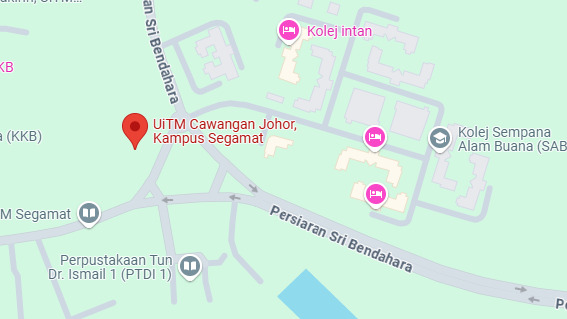 an Sri Bendahara
Kolej intan
KB
UiTM Cawangan Johor,
Kampus Segamat
a (KKB)
Kolej Sempana
Alam Buana (SAB
M Segamat
Persiaran Sri Bendahara
Perpustakaan Tun
Dr. Ismail 1 (PTDI 1)
Pe